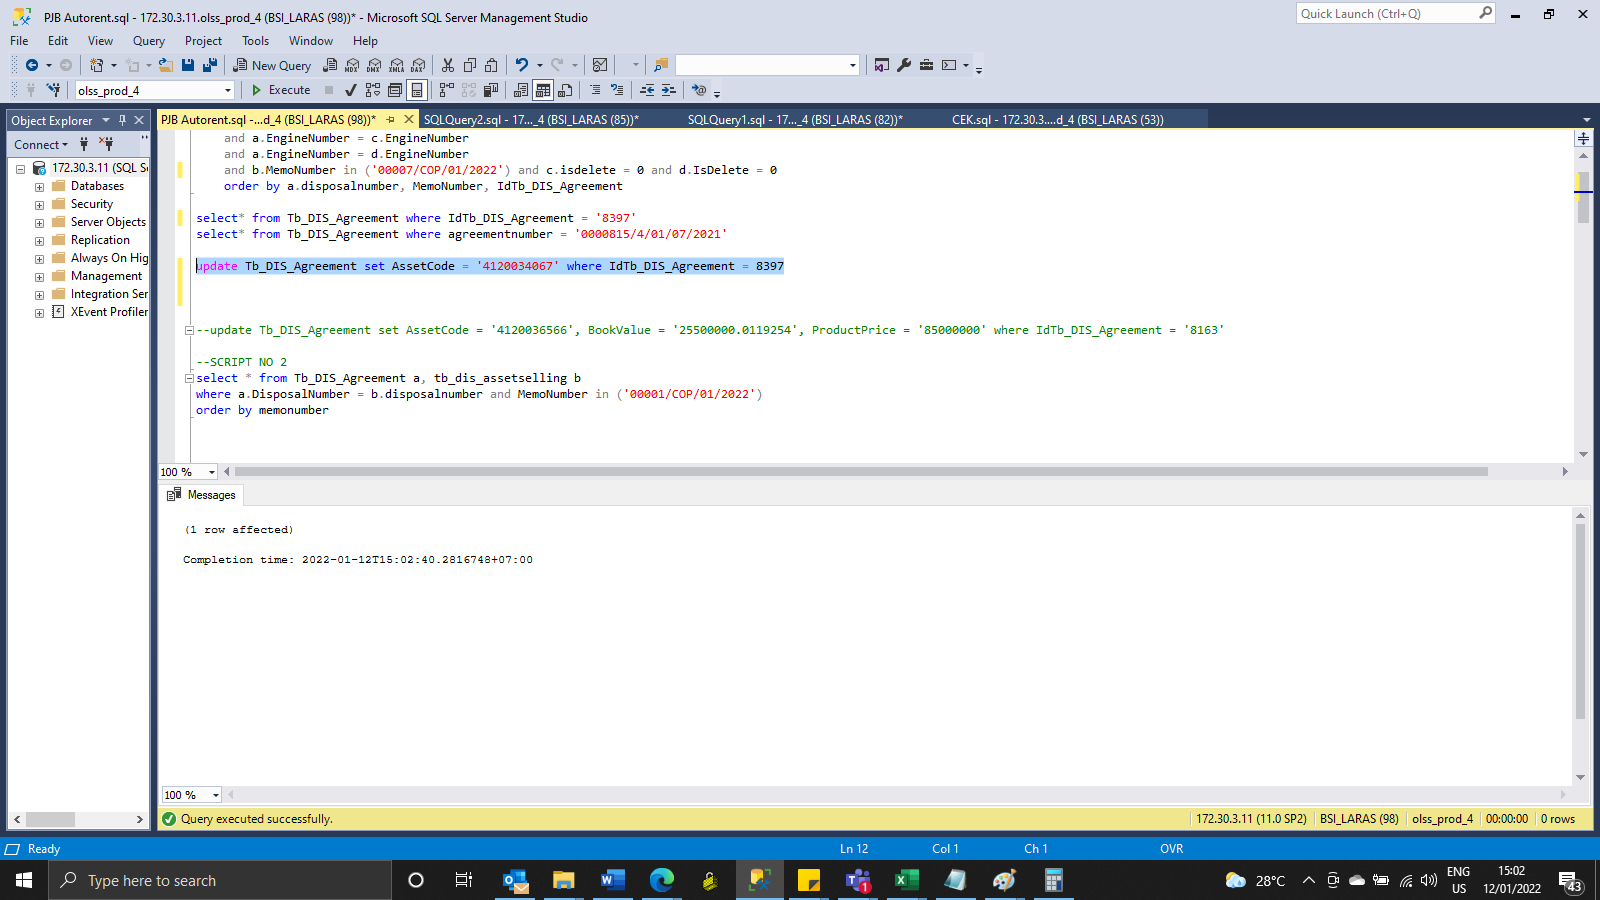 PJB Autorent.sql - 172.30.3.11.olss_prod_4 (BSI_LARAS (98))* - Microsoft SQL Server Management Studio
Quick Launch (Ctrl+Q)
File Edit View Query Project Tools Window Help
New Query
MDX DMX XMLA DAX
olss_prod_4
Execute
Object Explorer
PJB Autorent.sql -...d_4 (BSI_LARAS (98))*
SQLQuery2.sql - 17..._4 (BSI_LARAS (85))*
SQLQuery1.sql - 17..._4 (BSI_LARAS (82))*
CEK.sql - 172.30.3....d_4 (BSI_LARAS (53))
Connect
172.30.3.11 (SQL S
Databases
Security
Server Objects
Replication
Always On Hig
Management
Integration Ser
XEvent Profiler
and a.EngineNumber = c.EngineNumber
and a.EngineNumber = d.EngineNumber
and b.MemoNumber in ('00007/COP/01/2022') and c.isdelete = 0 and d.IsDelete = 0
order by a.disposalnumber, MemoNumber, IdTb_DIS_Agreement
select* from Tb_DIS_Agreement where IdTb_DIS_Agreement = '8397'
select* from Tb_DIS_Agreement where agreementnumber = '0000815/4/01/07/2021'
update Tb_DIS_Agreement set AssetCode = '4120034067' where IdTb_DIS_Agreement = 8397
--update Tb_DIS_Agreement set AssetCode = '4120036566', BookValue = '25500000.0119254', ProductPrice = '85000000' where IdTb_DIS_Agreement = '8163'
--SCRIPT NO 2
select * from Tb_DIS_Agreement a, tb_dis_assetselling b
where a.DisposalNumber = b.disposalnumber and MemoNumber in ('00001/COP/01/2022')
order by memonumber
100 %
Messages
(1 row affected)
Completion time: 2022-01-12T15:02:40.2816748+07:00
100 %
Query executed successfully.
172.30.3.11 (11.0 SP2)
BSI_LARAS (98)
olss_prod_4
00:00:00
0 rows
Ready
Ln 12
Col 1
Ch 1
OVR
Type here to search
1
28°C
ENG
US
15:02
12/01/2022
43